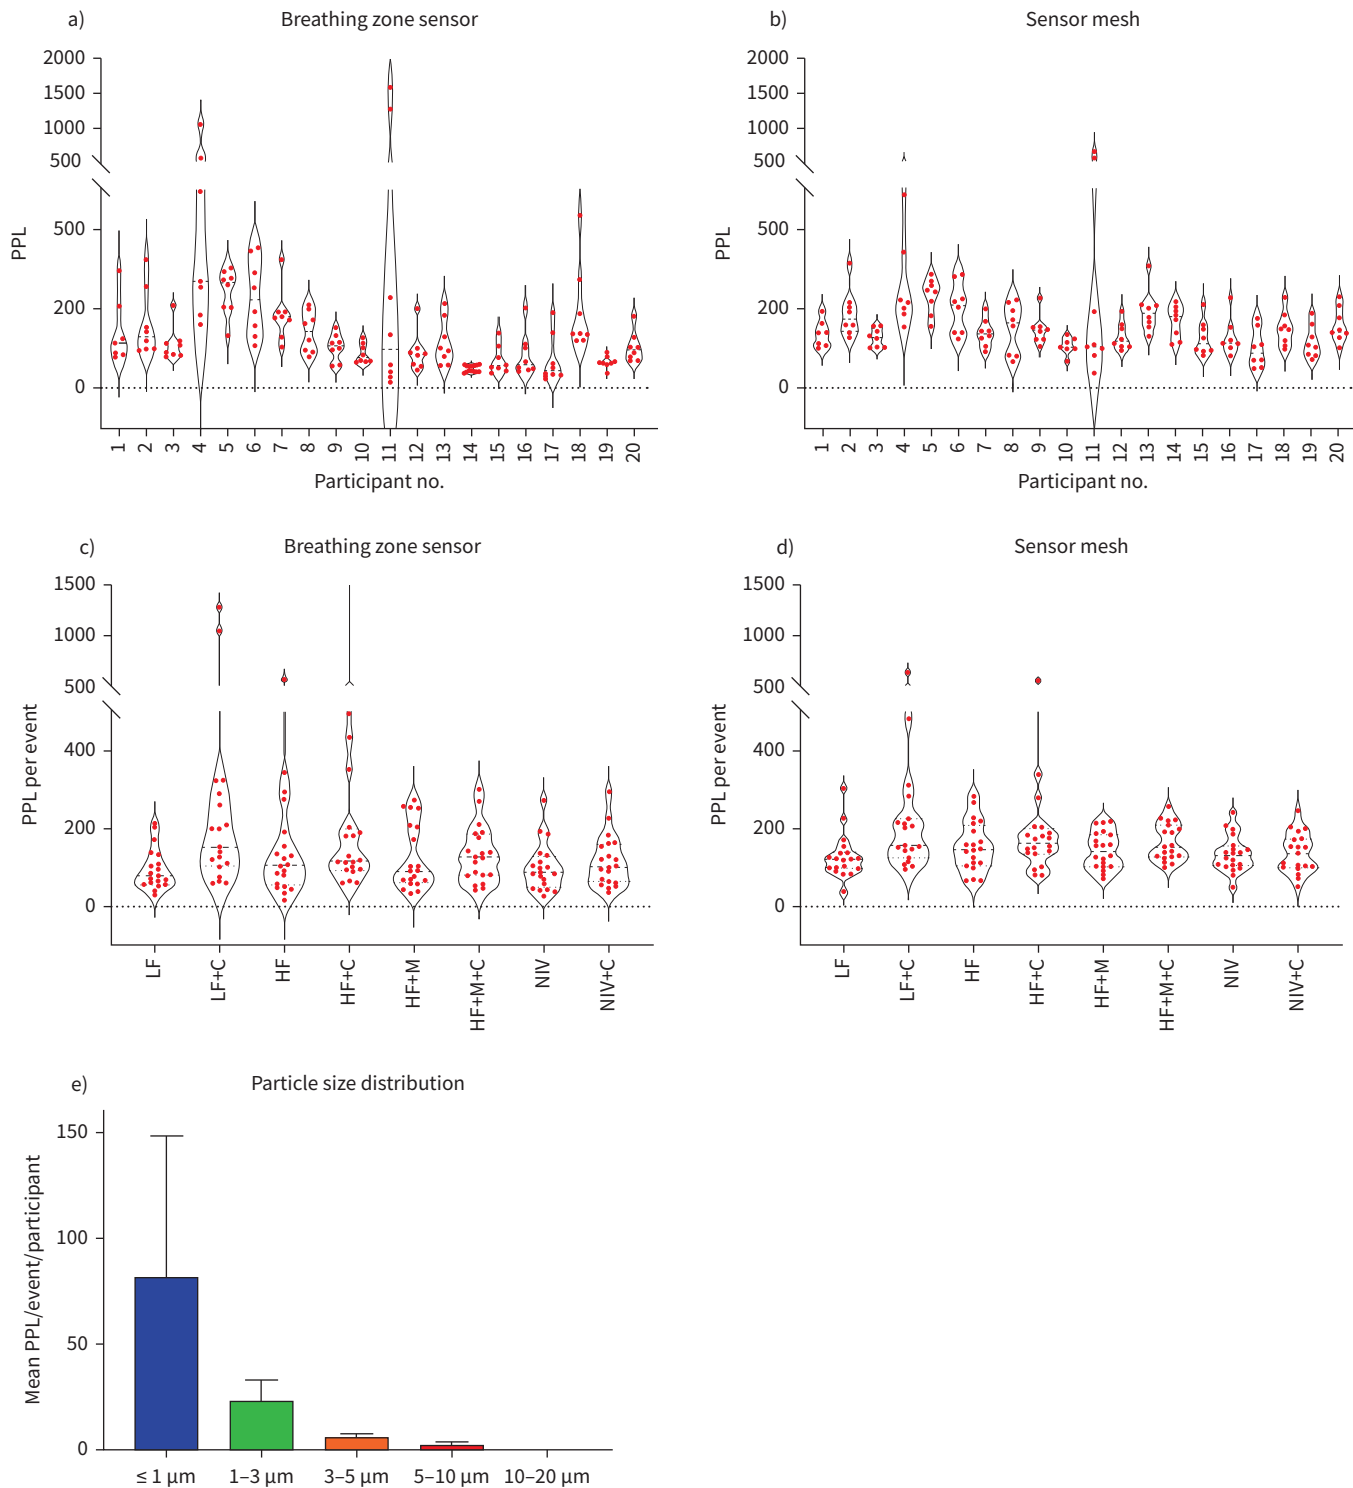 a) Breathing zone sensor
2000
1500
1000
500
500
200
0
PPL
1 2 3 4 5 6 7 8 9 10 11 12 13 14 15 16 17 18 19 20
Participant no.
b) Sensor mesh
2000
1500
1000
500
500
200
0
PPL
1 2 3 4 5 6 7 8 9 10 11 12 13 14 15 16 17 18 19 20
Participant no.
c) Breathing zone sensor
1500
1000
500
400
200
0
PPL per event
LF LF+C HF HF+C HF+M HF+M+C NIV NIV+C
d) Sensor mesh
1500
1000
500
400
200
0
PPL per event
LF LF+C HF HF+C HF+M HF+M+C NIV NIV+C
e) Particle size distribution
150
100
50
0
Mean PPL/event/participant
≤ 1 µm 1–3 µm 3–5 µm 5–10 µm 10–20 µm